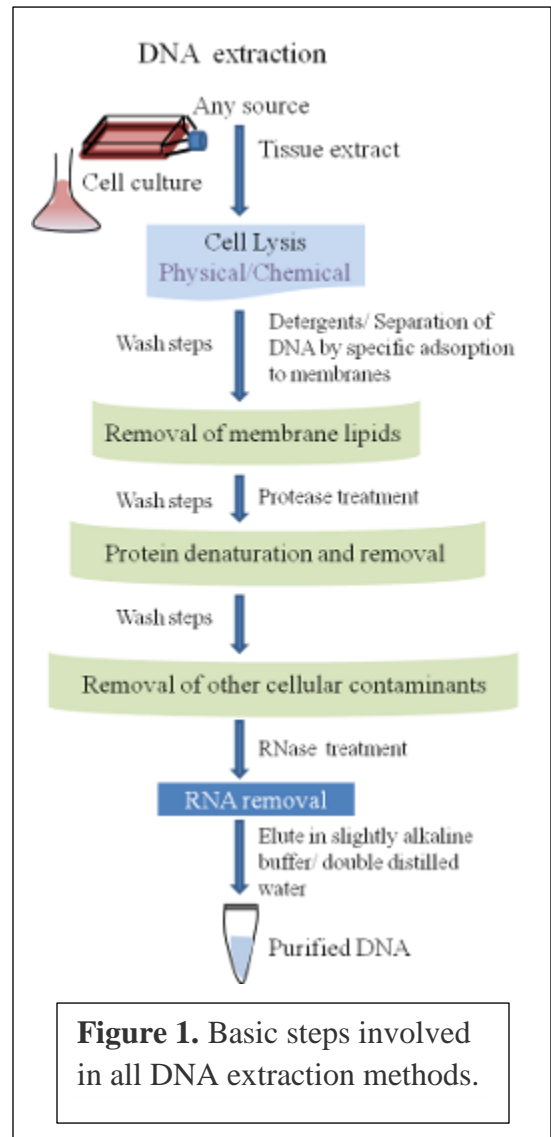 DNA extraction
Any source
Tissue extract
Cell culture
Cell Lysis
Physical/Chemical
Wash steps
Detergents/ Separation of
DNA by specific adsorption
to membranes
Removal of membrane lipids
Wash steps
Protease treatment
Protein denaturation and removal
Wash steps
Removal of other cellular contaminants
RNase treatment
RNA removal
Elute in slightly alkaline
buffer/ double distilled
water
Purified DNA
Figure 1. Basic steps involved
in all DNA extraction methods.